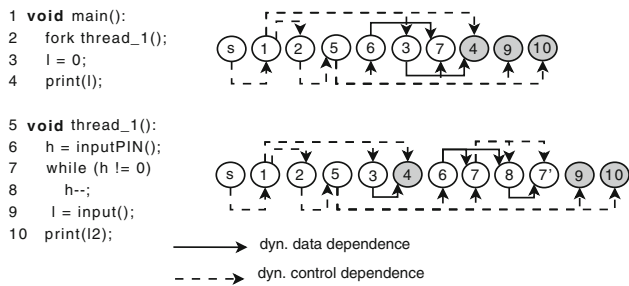 1 void main():
2 fork thread_1();
3 l = 0;
4 print(l);
s 1 2 5 6 3 7 4 9 10
5 void thread_1():
6 h = inputPIN();
7 while (h != 0)
8 h--;
9 l = input();
10 print(l2);
s 1 2 5 3 4 6 7 8 7' 9 10
dyn. data dependence
dyn. control dependence